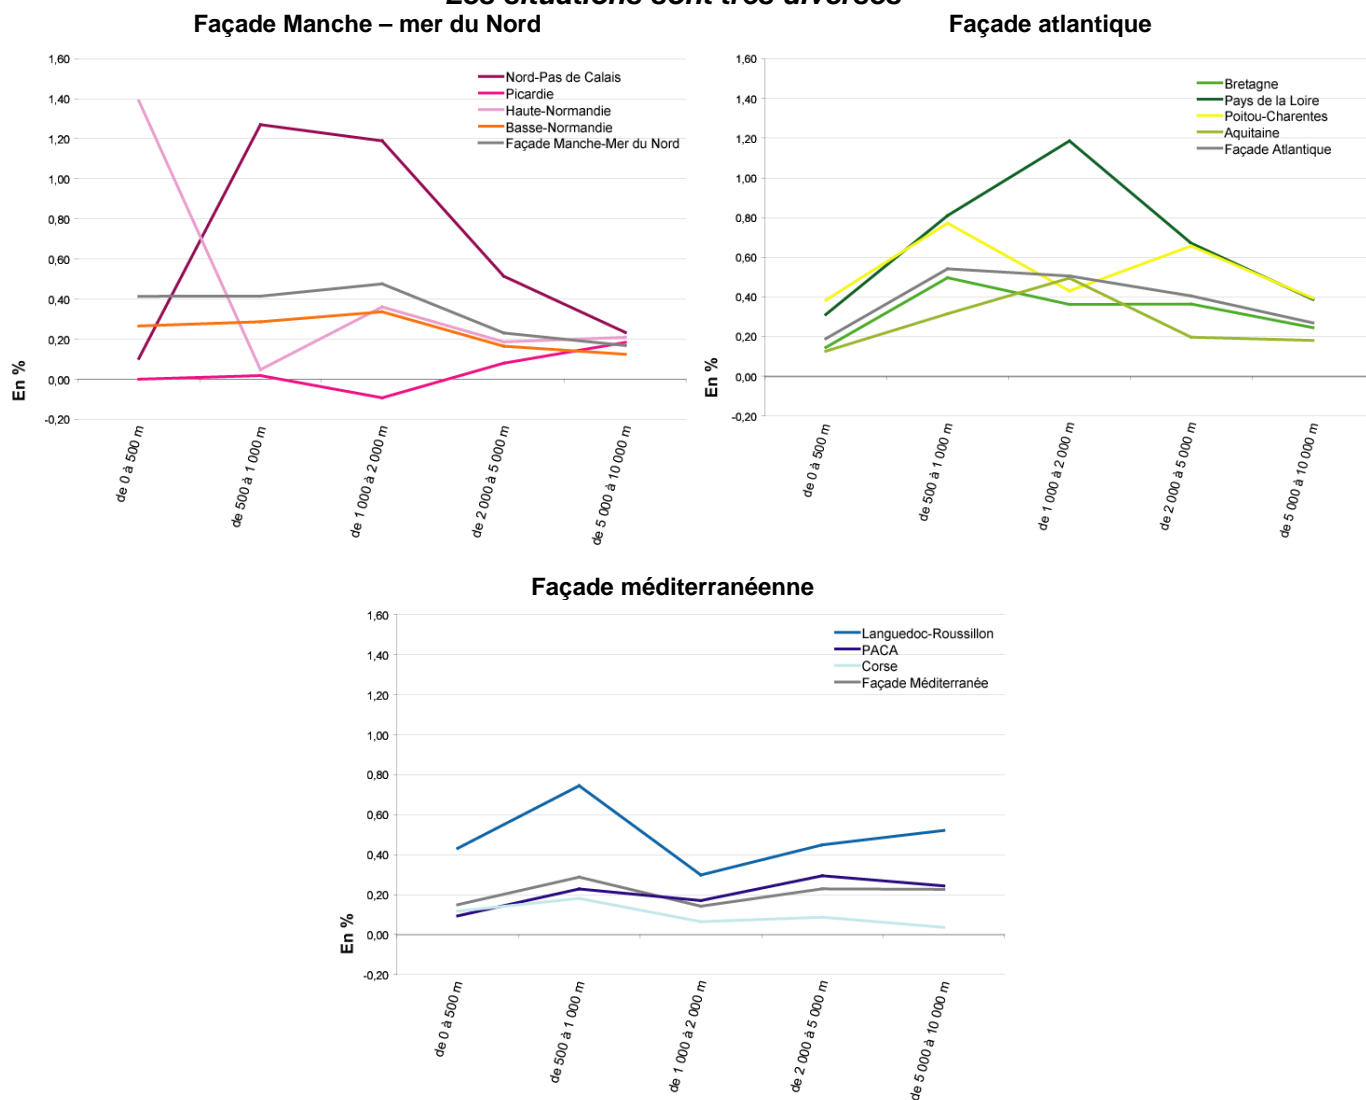 Les situations sont très diverses
Façade Manche – mer du Nord
1,60
1,40
1,20
1,00
0,80
0,60
0,40
0,20
0,00
-0,20
En %
Nord-Pas de Calais
Picardie
Haute-Normandie
Basse-Normandie
Façade Manche-Mer du Nord
de 0 à 500 m
de 500 à 1 000 m
de 1 000 à 2 000 m
de 2 000 à 5 000 m
de 5 000 à 10 000 m
Façade atlantique
1,60
1,40
1,20
1,00
0,80
0,60
0,40
0,20
0,00
-0,20
En %
Bretagne
Pays de la Loire
Poitou-Charentes
Aquitaine
Façade Atlantique
de 0 à 500 m
de 500 à 1 000 m
de 1 000 à 2 000 m
de 2 000 à 5 000 m
de 5 000 à 10 000 m
Façade méditerranéenne
1,60
1,40
1,20
1,00
0,80
0,60
0,40
0,20
0,00
-0,20
En %
Languedoc-Roussillon
PACA
Corse
Façade Méditerranée
de 0 à 500 m
de 500 à 1 000 m
de 1 000 à 2 000 m
de 2 000 à 5 000 m
de 5 000 à 10 000 m